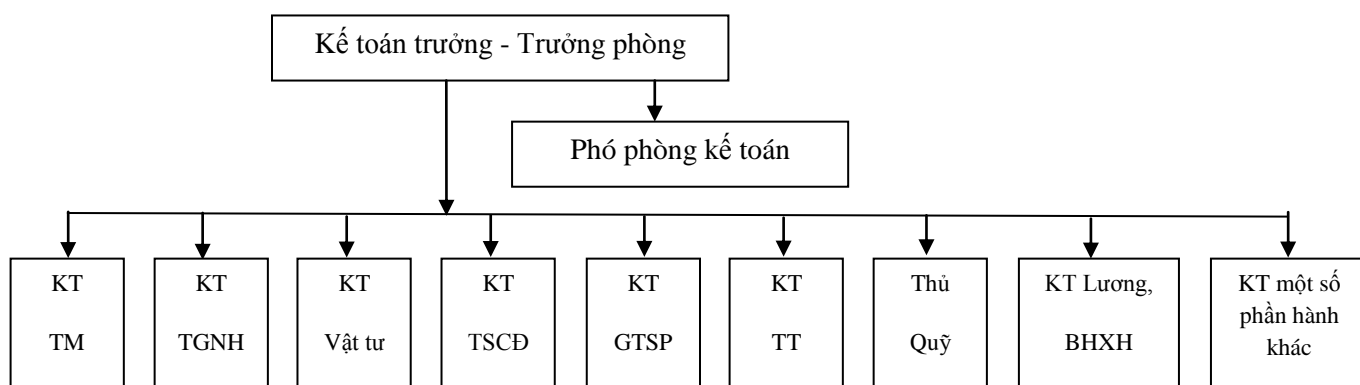 Kế toán trưởng - Trưởng phòng
Phó phòng kế toán
KT
TM
KT
TGNH
KT
Vật tư
KT
TSCĐ
KT
GTSP
KT
TT
Thủ
Quỹ
KT Lương,
BHXH
KT một số
phần hành
khác